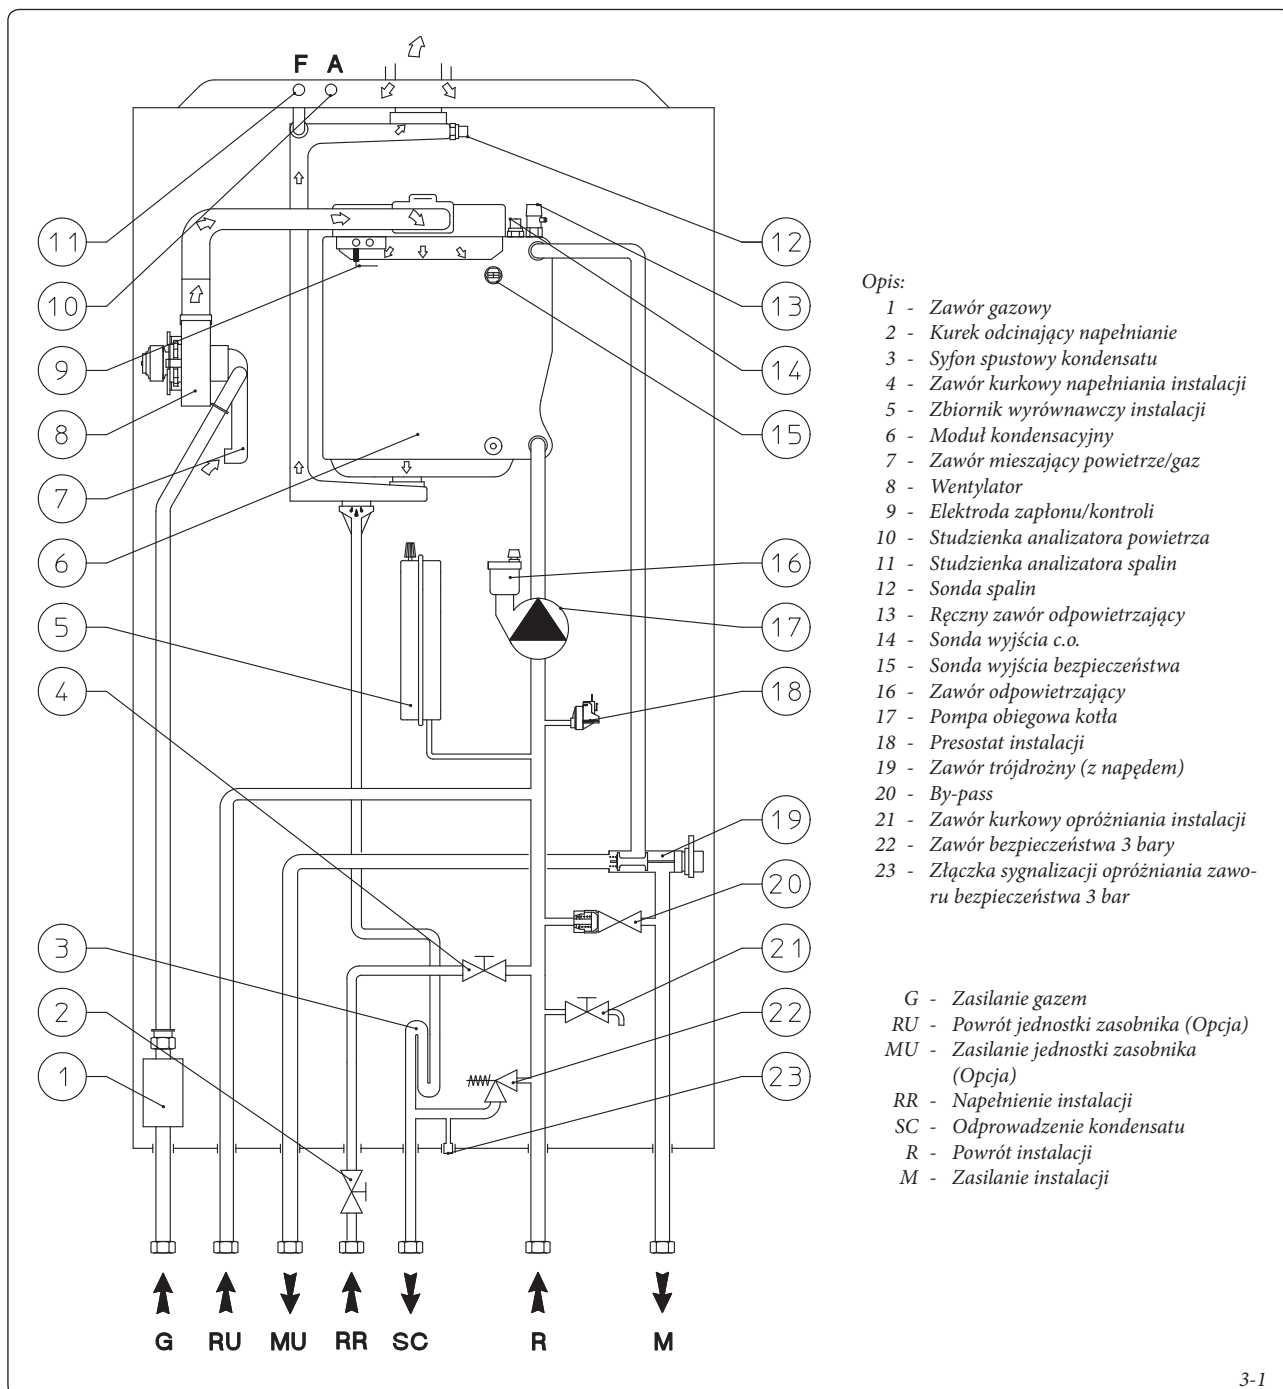 F A
11
10
9
8
7
6
5
4
3
2
1
12
13
14
15
16
17
18
19
20
21
22
23
G RU MU RR SC R M
Opis:
1 - Zawór gazowy
2 - Kurek odcinający napełnianie
3 - Syfon spustowy kondensatu
4 - Zawór kurkowy napełniania instalacji
5 - Zbiornik wyrównawczy instalacji
6 - Moduł kondensacyjny
7 - Zawór mieszający powietrze/gaz
8 - Wentylator
9 - Elektroda zapłonu/kontroli
10 - Studzienka analizatora powietrza
11 - Studzienka analizatora spalin
12 - Sonda spalin
13 - Ręczny zawór odpowietrzający
14 - Sonda wyjścia c.o.
15 - Sonda wyjścia bezpieczeństwa
16 - Zawór odpowietrzający
17 - Pompa obiegowa kotła
18 - Presostat instalacji
19 - Zawór trójdrożny (z napędem)
20 - By-pass
21 - Zawór kurkowy opróżniania instalacji
22 - Zawór bezpieczeństwa 3 bary
23 - Złączka sygnalizacji opróżniania zawo-
ru bezpieczeństwa 3 bar
G - Zasilanie gazem
RU - Powrót jednostki zasobnika (Opcja)
MU - Zasilanie jednostki zasobnika
(Opcja)
RR - Napełnienie instalacji
SC - Odprowadzenie kondensatu
R - Powrót instalacji
M - Zasilanie instalacji
3-1